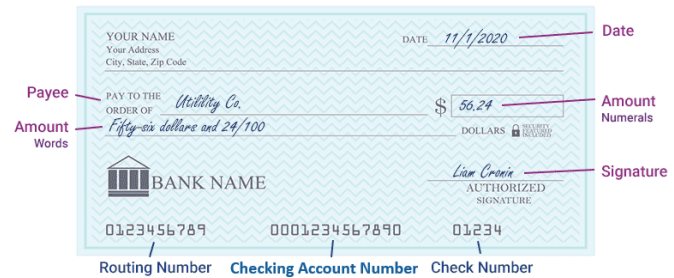 YOUR NAME
Your Address
City, State, Zip Code
DATE 11/1/2020
Date
Payee
PAY TO THE
ORDER OF Utilility Co.
$ 56.24
Amount
Numerals
Amount
Words
Fifty-six dollars and 24/100
DOLLARS
SECURITY
FEATURES
INCLUDED
BANK NAME
Liam Cronin
Signature
AUTHORIZED
SIGNATURE
0123456789 0001234567890 01234
Routing Number Checking Account Number Check Number